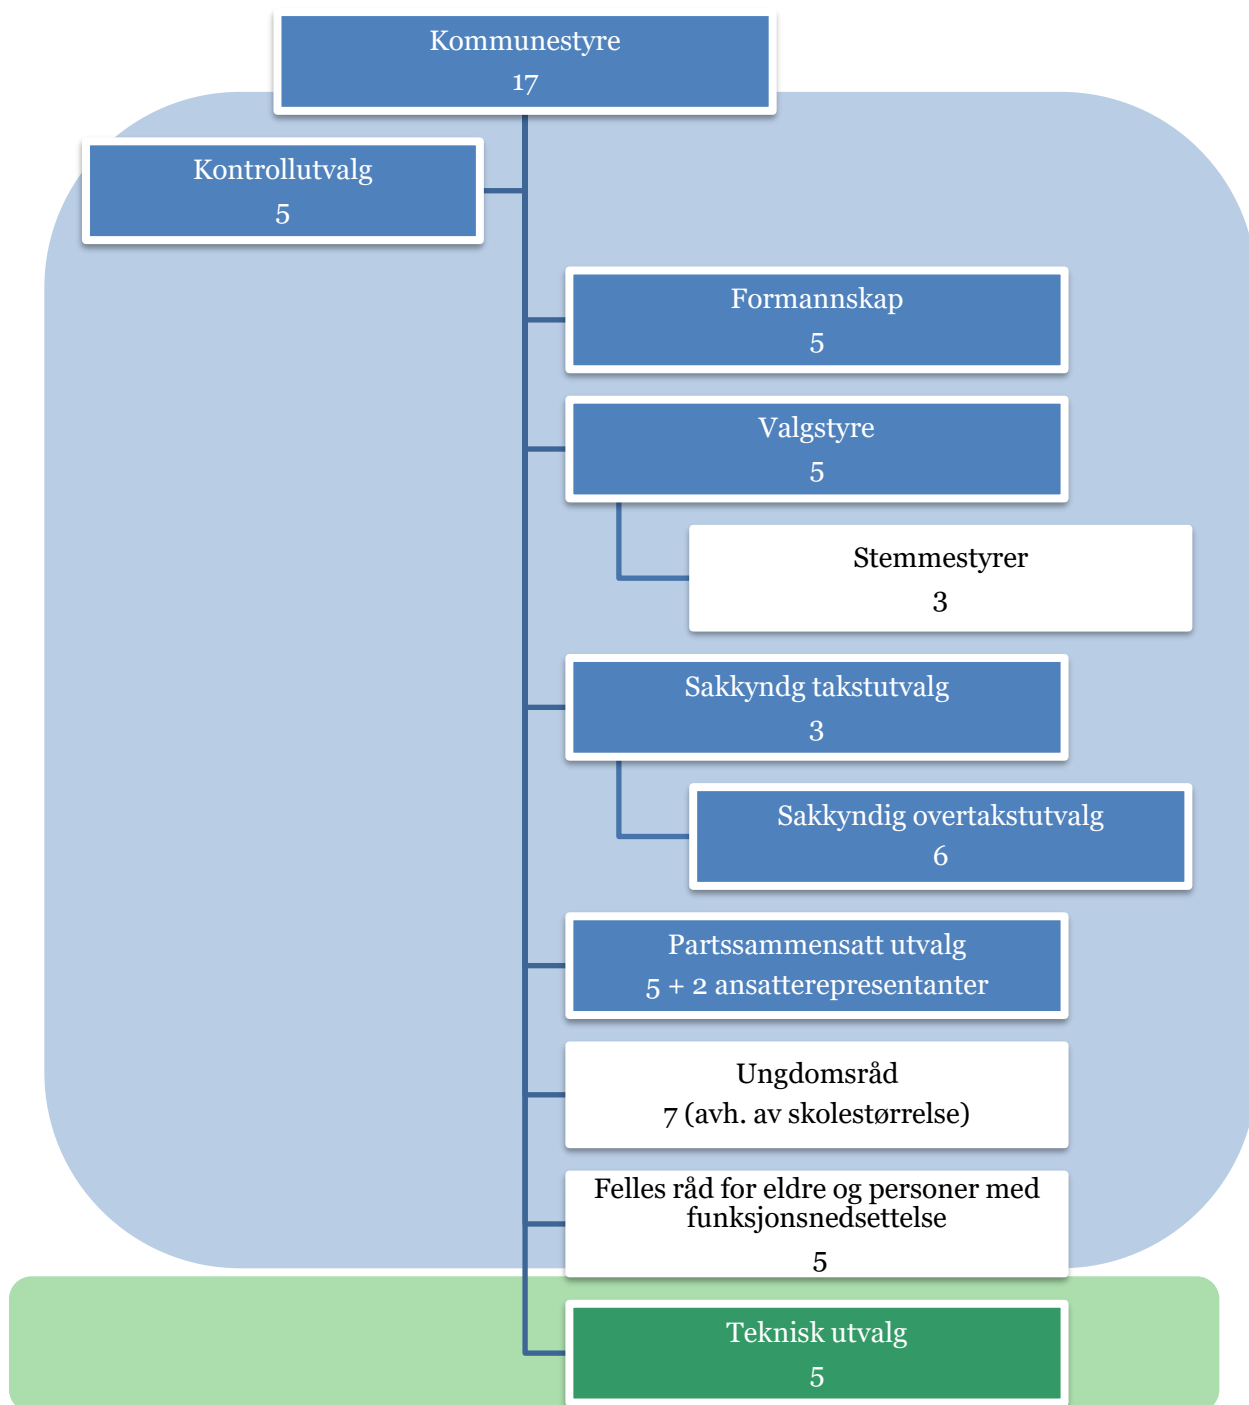 Kommunestyre
17
Kontrollutvalg
5
Formannskap
5
Valgstyre
5
Stemmestyrer
3
Sakkyndg takstutvalg
3
Sakkyndig overtakstutvalg
6
Partssammensatt utvalg
5 + 2 ansatterepresentanter
Ungdomsråd
7 (avh. av skolestørrelse)
Felles råd for eldre og personer med
funksjonsnedsettelse
5
Teknisk utvalg
5